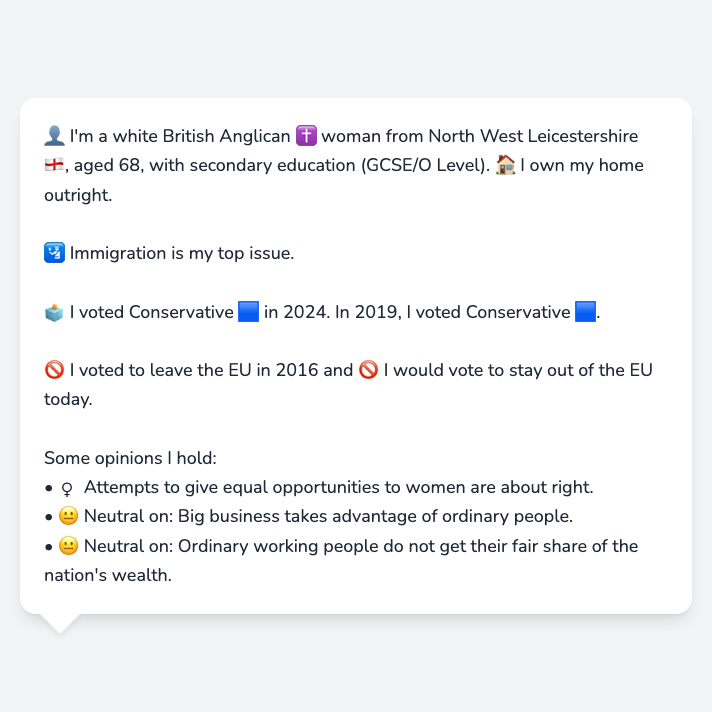 👤 I'm a white British Anglican ✝️ woman from North West Leicestershire
🏴󠁧󠁢󠁥󠁮󠁧󠁿, aged 68, with secondary education (GCSE/O Level). 🏠 I own my home
outright.
🛂 Immigration is my top issue.
🗳️ I voted Conservative 🟦 in 2024. In 2019, I voted Conservative 🟦.
🚫 I voted to leave the EU in 2016 and 🚫 I would vote to stay out of the EU
today.
Some opinions I hold:
• ♀ Attempts to give equal opportunities to women are about right.
• 😐 Neutral on: Big business takes advantage of ordinary people.
• 😐 Neutral on: Ordinary working people do not get their fair share of the
nation's wealth.